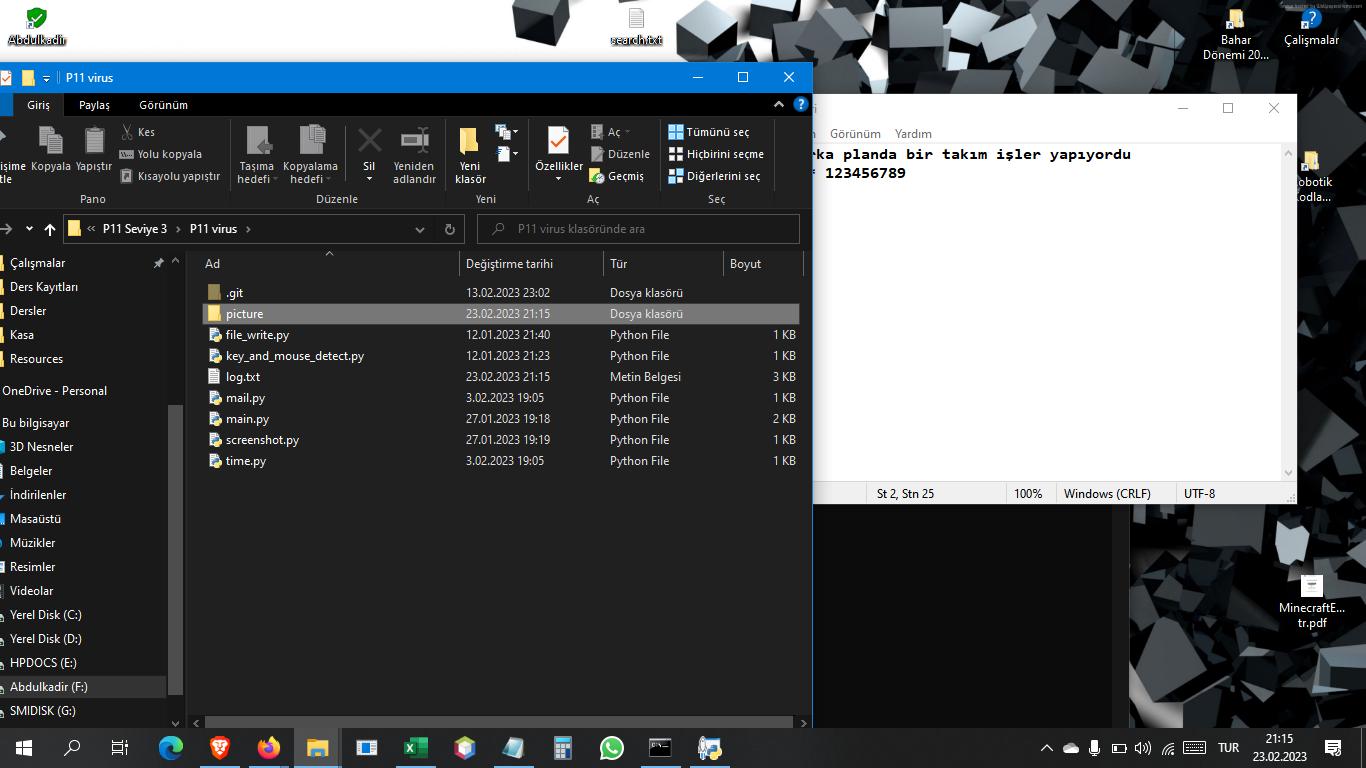 Abdulkadir
search.txt
Bahar
Dönemi 20...
Çalişmalar
P11 virus
Giriş
Paylaş
Görünüm
Kopyala
Yapıştır
Kes
Yolu kopyala
Kısayolu yapıştır
Pano
Taşıma
hedefi
Kopyalama
hedefi
Sil
Yeniden
adlandır
Düzenle
Yeni
klasör
Yeni
Özellikler
Aç
Düzenle
Geçmiş
Aç
Tümünü seç
Hiçbirini seçme
Diğerlerini seç
Seç
P11 Seviye 3 > P11 virus >
P11 virus klasöründe ara
Çalışmalar
Ders Kayıtları
Dersler
Kasa
Resources
OneDrive - Personal
Bu bilgisayar
3D Nesneler
Belgeler
İndirilenler
Masaüstü
Müzikler
Resimler
Videolar
Yerel Disk (C:)
Yerel Disk (D:)
HPDOCS (E:)
Abdulkadir (F:)
SMIDISK (G:)
Ad Değiştirme tarihi Tür Boyut
.git 13.02.2023 23:02 Dosya klasörü
picture 23.02.2023 21:15 Dosya klasörü
file_write.py 12.01.2023 21:40 Python File 1 KB
key_and_mouse_detect.py 12.01.2023 21:23 Python File 1 KB
log.txt 23.02.2023 21:15 Metin Belgesi 3 KB
mail.py 3.02.2023 19:05 Python File 1 KB
main.py 27.01.2023 19:18 Python File 2 KB
screenshot.py 27.01.2023 19:19 Python File 1 KB
time.py 3.02.2023 19:05 Python File 1 KB
Görünüm Yardım
rka planda bir takım işler yapıyordu
123456789
St 2, Stn 25 100% Windows (CRLF) UTF-8
obotik
odla...
MinecraftE...
tr.pdf
TUR
21:15
23.02.2023